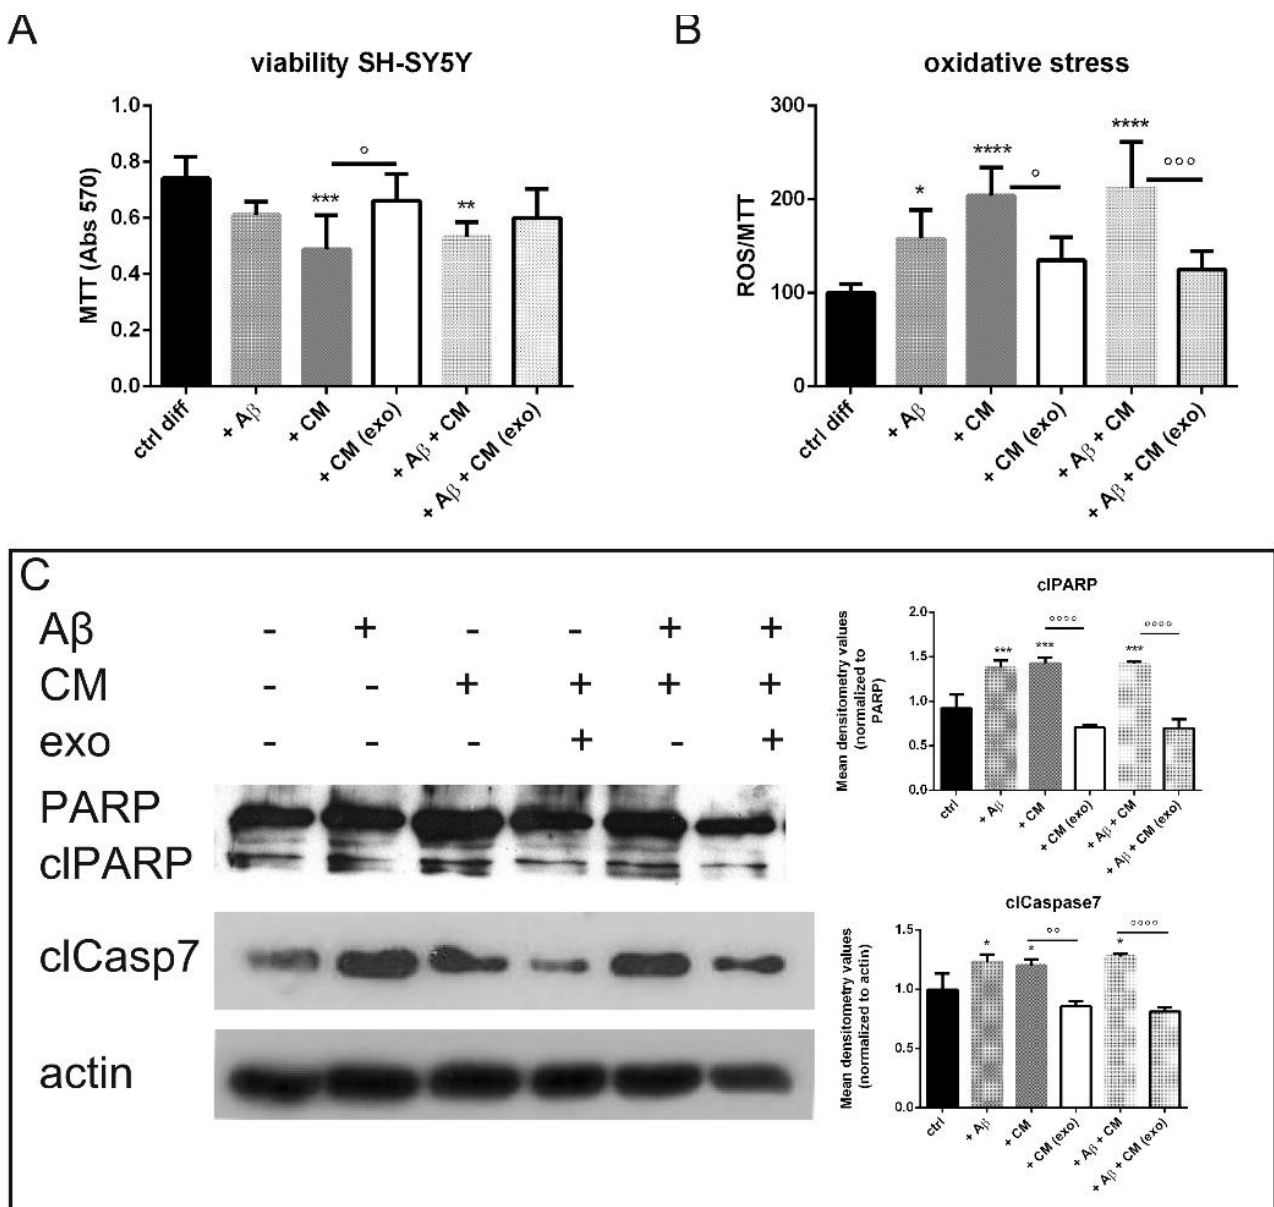 A
viability SH-SY5Y
MTT (Abs 570)
1.0
0.8
0.6
0.4
0.2
0.0
***
°
**
ctrl diff
+ Aβ
+ CM
+ CM (exo)
+ Aβ + CM
+ Aβ + CM (exo)
B
oxidative stress
ROS/MTT
300
200
100
0
*
****
°
****
°°°
ctrl diff
+ Aβ
+ CM
+ CM (exo)
+ Aβ + CM
+ Aβ + CM (exo)
C
Aβ - + - - + +
CM - - + + + +
exo - - - + - +
PARP
clPARP
clCasp7
actin
clPARP
Mean densitometry values
(normalized to
PARP)
2.0
1.5
1.0
0.5
0.0
***
***
°°°°
***
°°°°
ctrl
+ Aβ
+ CM
+ CM (exo)
+ Aβ + CM
+ Aβ + CM (exo)
clCaspase7
Mean densitometry values
(normalized to actin)
1.5
1.0
0.5
0.0
*
*
°°
*
°°°°
ctrl
+ Aβ
+ CM
+ CM (exo)
+ Aβ + CM
+ Aβ + CM (exo)